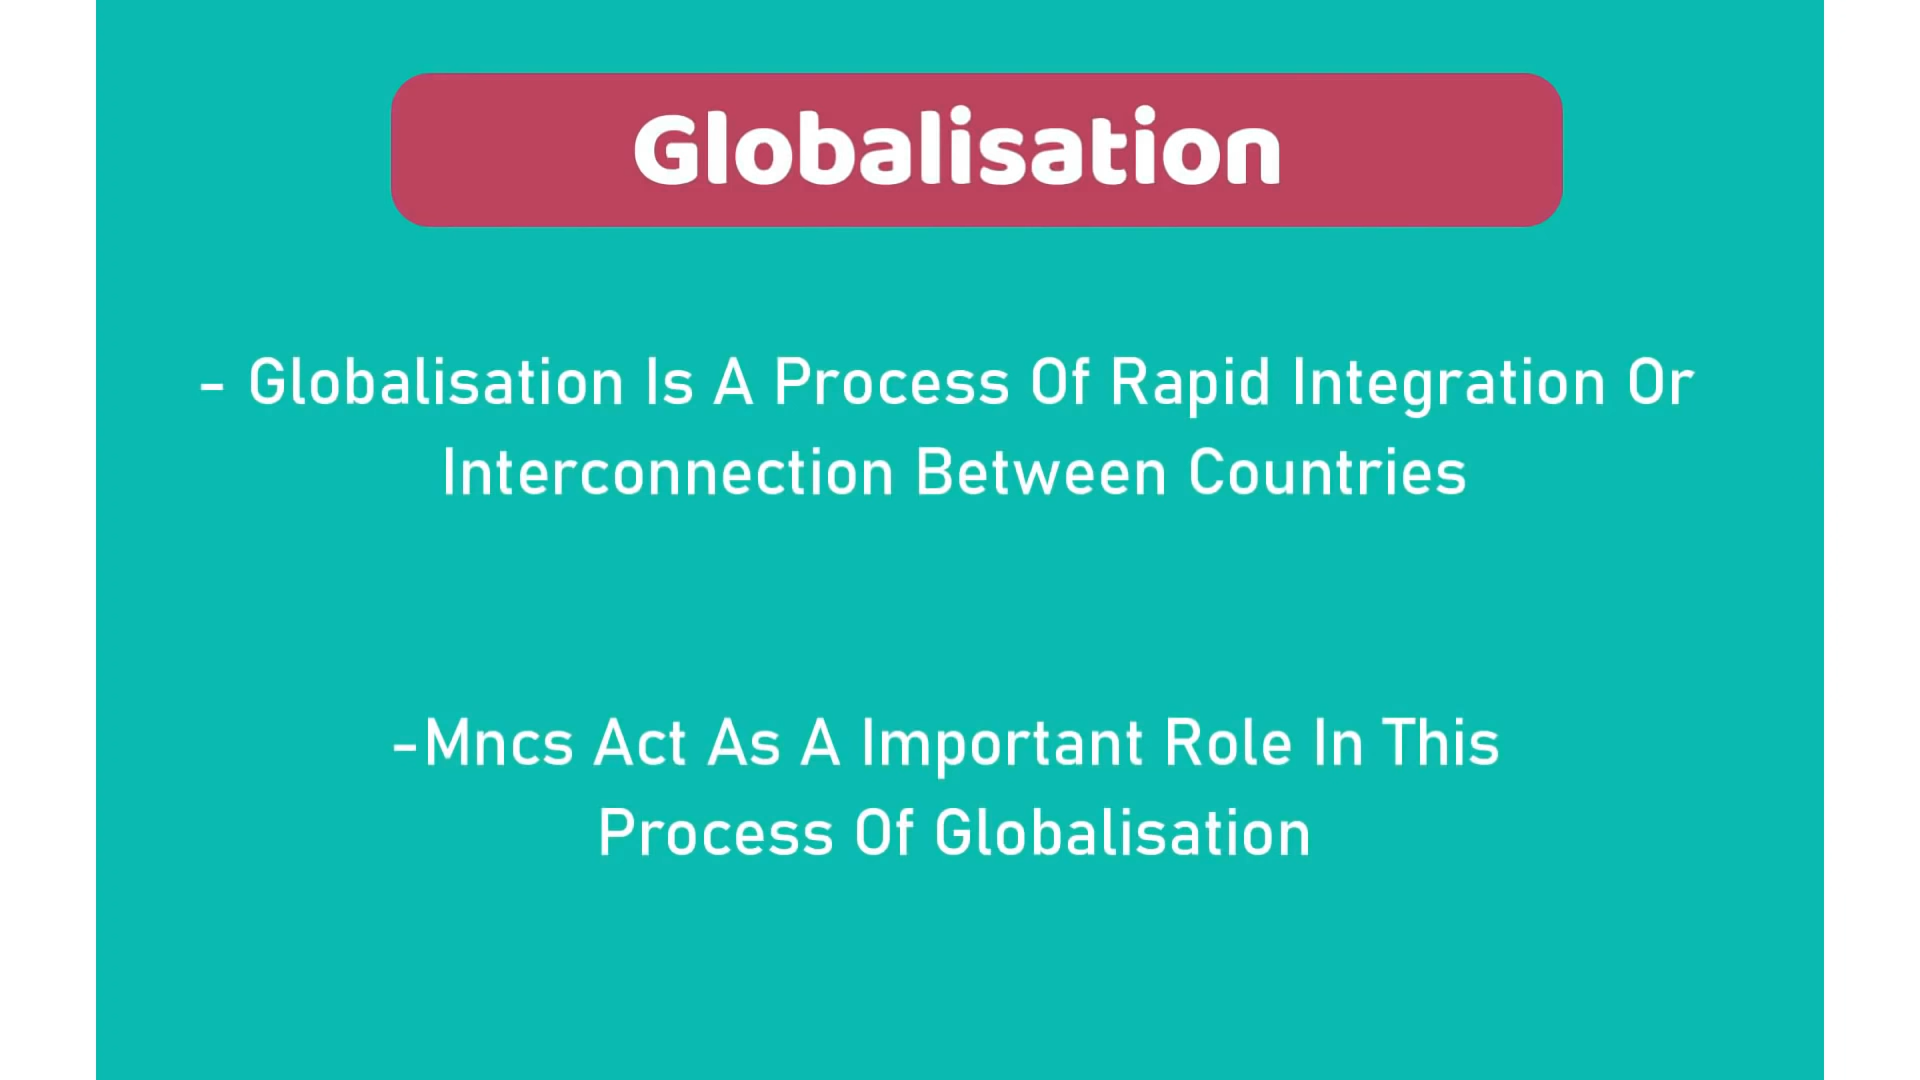 Globalisation
- Globalisation Is A Process Of Rapid Integration Or
Interconnection Between Countries
-Mncs Act As A Important Role In This
Process Of Globalisation